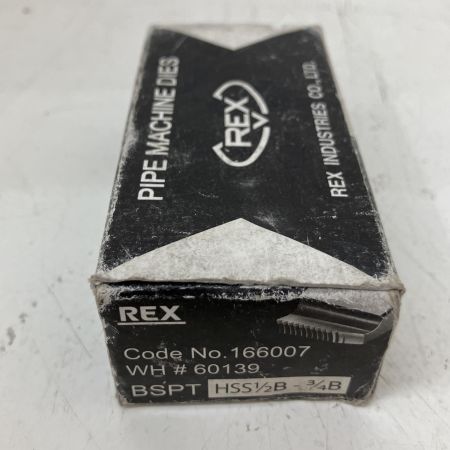 PIPE MACHINE DIES
REX
REX INDUSTRIES CO., LTD.
REX
Code No.166007
WH # 60139
BSPT HSS½B - ¾B